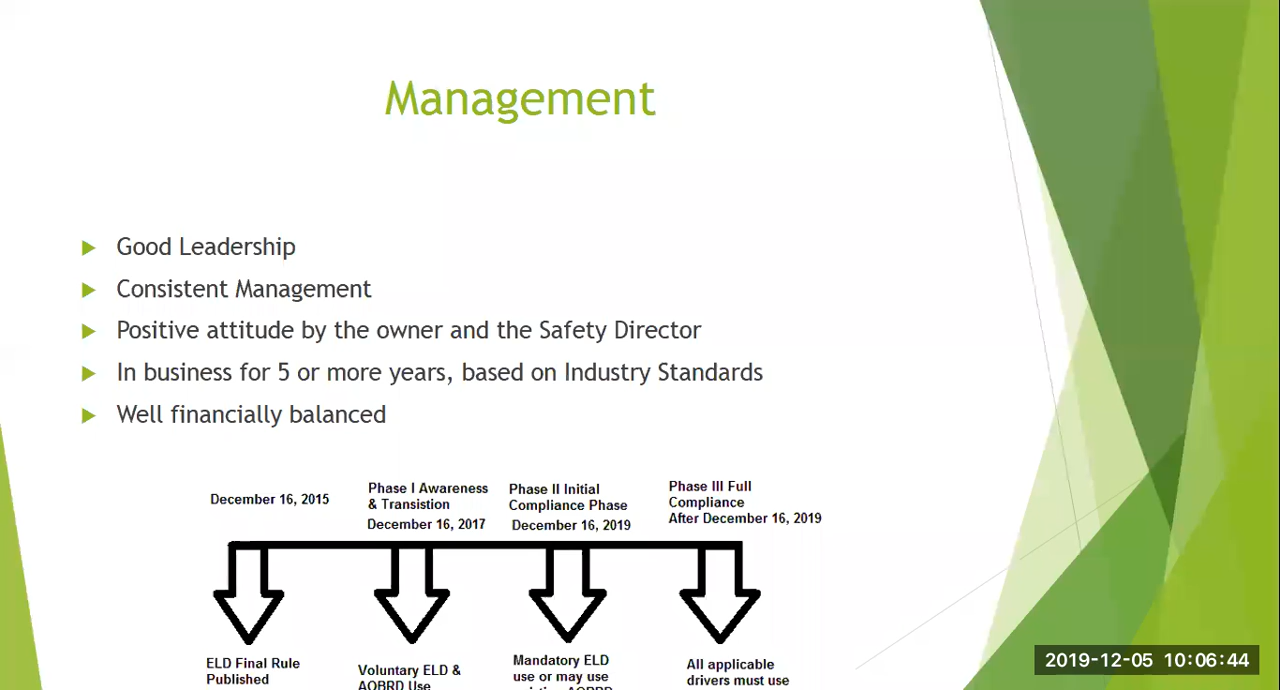 Management
Good Leadership
Consistent Management
Positive attitude by the owner and the Safety Director
In business for 5 or more years, based on Industry Standards
Well financially balanced
December 16, 2015
Phase I Awareness
& Transistion
December 16, 2017
Phase II Initial
Compliance Phase
December 16, 2019
Phase III Full
Compliance
After December 16, 2019
ELD Final Rule
Published
Voluntary ELD &
AOBRD Use
Mandatory ELD
use or may use
existing AOBRD
All applicable
drivers must use
2019-12-05 10:06:44